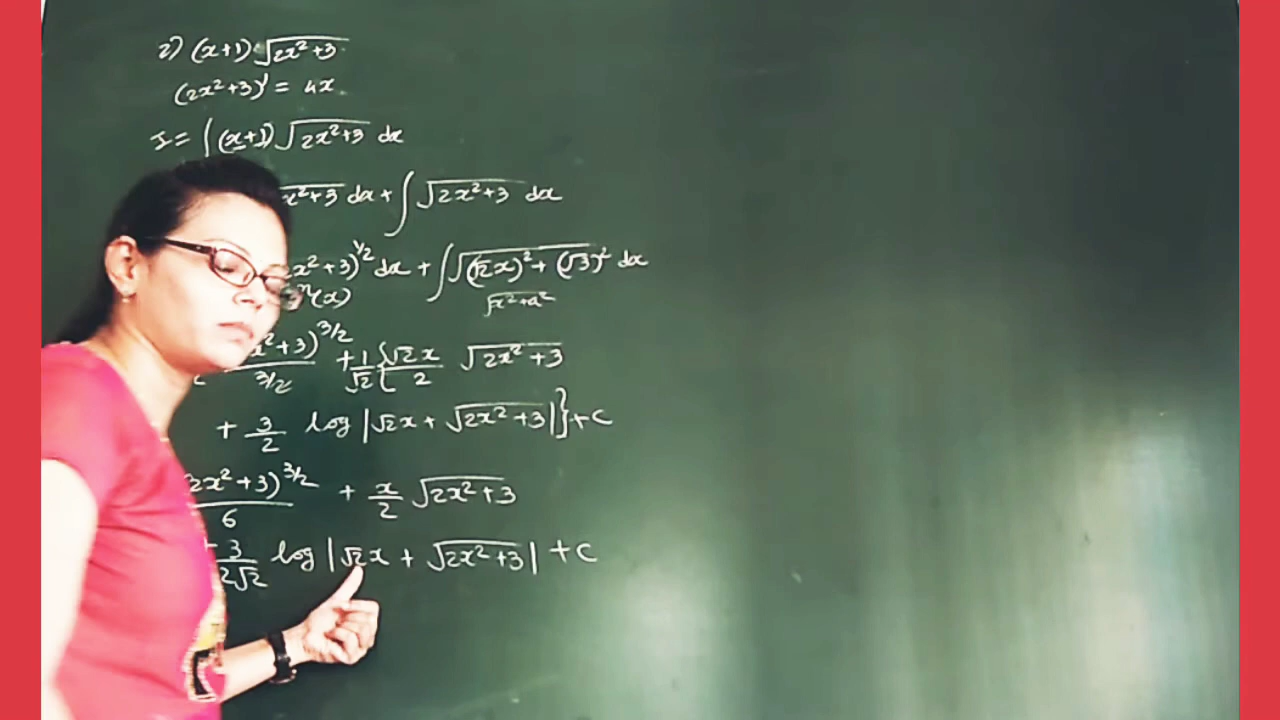 2) (x+1) √(2x²+3)
(2x²+3)' = 4x
I = ∫(x+1) √(2x²+3) dx
x²+3 dx + ∫ √(2x²+3) dx
x²+3)^(1/2) dx + ∫ √((√2x)² + (√3)²) dx
ⁿ(x) √(x²+a²)
x²+3)^(3/2) / (3/2) + 1/√2 { √2x/2 √(2x²+3)
+ 3/2 log |√2x + √(2x²+3)|} + C
2x²+3)^(3/2) / 6 + x/2 √(2x²+3)
3/(2√2) log |√2x + √(2x²+3)| + C